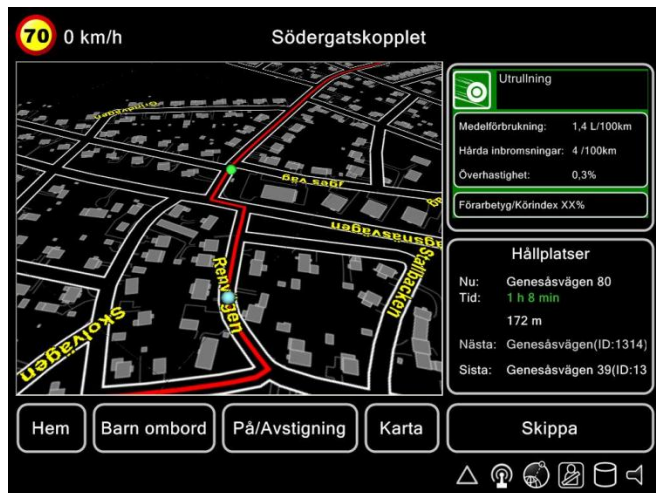 70 0 km/h Södergatskopplet
Utrullning
Medelförbrukning: 1,4 L/100km
Hårda inbromsningar: 4 /100km
Överhastighet: 0,3%
Förarbetyg/Körindex XX%
Renvägen
Skolvägen
Stallbacken
Hållplatser
Nu: Genesåsvägen 80
Tid: 1 h 8 min
172 m
Nästa: Genesåsvägen(ID:1314)
Sista: Genesåsvägen 39(ID:13
Hem Barn ombord På/Avstigning Karta Skippa